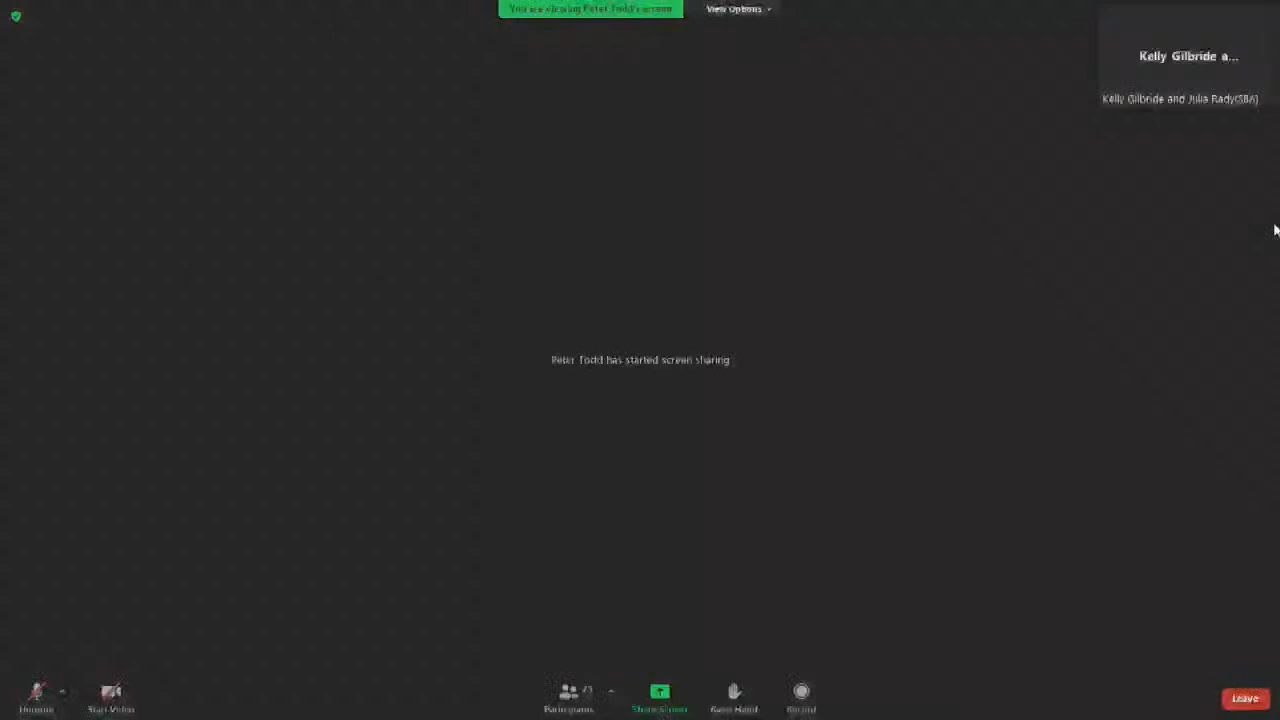 You are viewing Peter Todd's screen
View Options
Kelly Gilbride a...
Kelly Gilbride and Julia Rady(SBA)
Peter Todd has started screen sharing
Unmute
Start Video
Participants
Share Screen
Raise Hand
Record
Leave